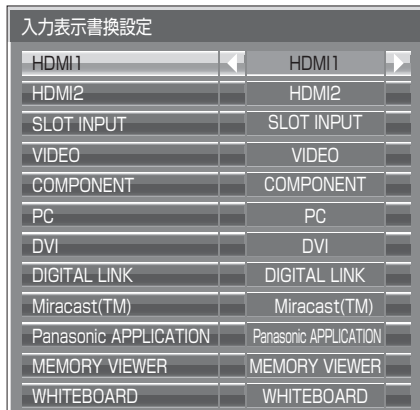 入力表示書換設定
HDMI1 HDMI1
HDMI2 HDMI2
SLOT INPUT SLOT INPUT
VIDEO VIDEO
COMPONENT COMPONENT
PC PC
DVI DVI
DIGITAL LINK DIGITAL LINK
Miracast(TM) Miracast(TM)
Panasonic APPLICATION Panasonic APPLICATION
MEMORY VIEWER MEMORY VIEWER
WHITEBOARD WHITEBOARD